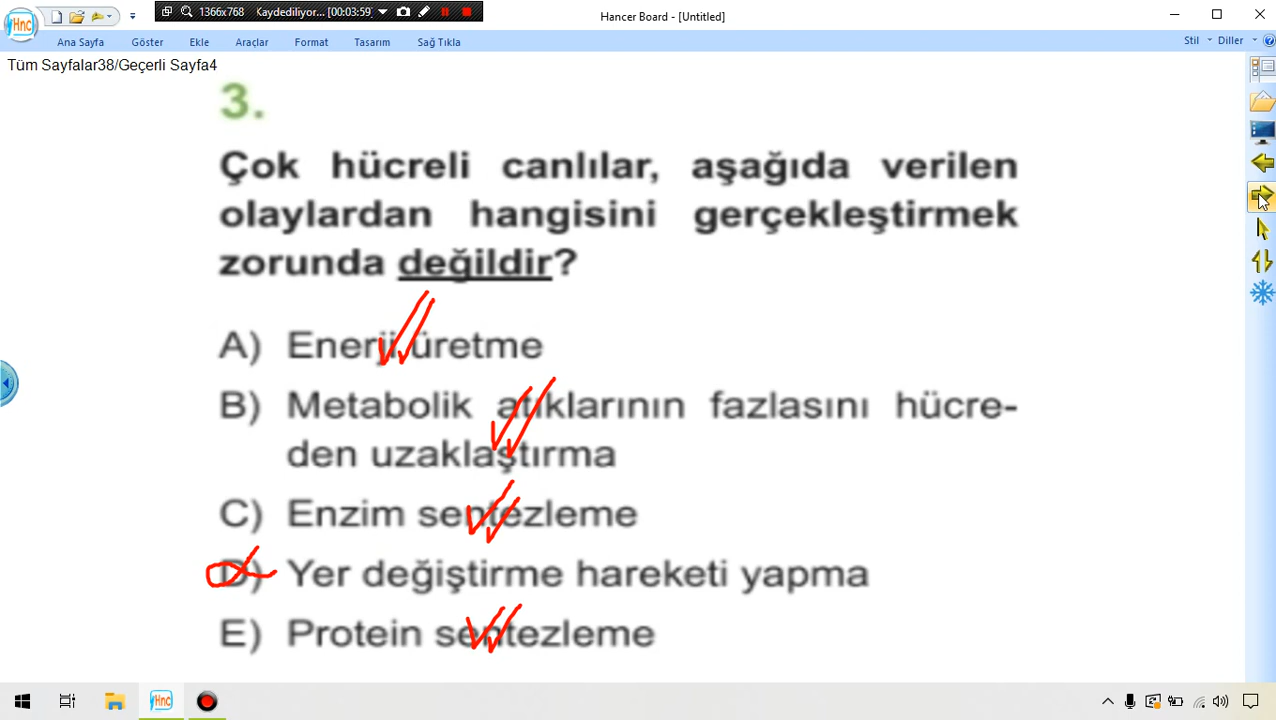 1366x768 Kaydediliyor... [00:03:59]
Hancer Board - [Untitled]
Hnc
Ana Sayfa Göster Ekle Araçlar Format Tasarım Sağ Tıkla Stil Diller
Tüm Sayfalar38/Geçerli Sayfa4
3.
Çok hücreli canlılar, aşağıda verilen
olaylardan hangisini gerçekleştirmek
zorunda değildir?
A) Enerji üretme
B) Metabolik atıklarının fazlasını hücre-
den uzaklaştırma
C) Enzim sentezleme
D) Yer değiştirme hareketi yapma
E) Protein sentezleme
Hnc